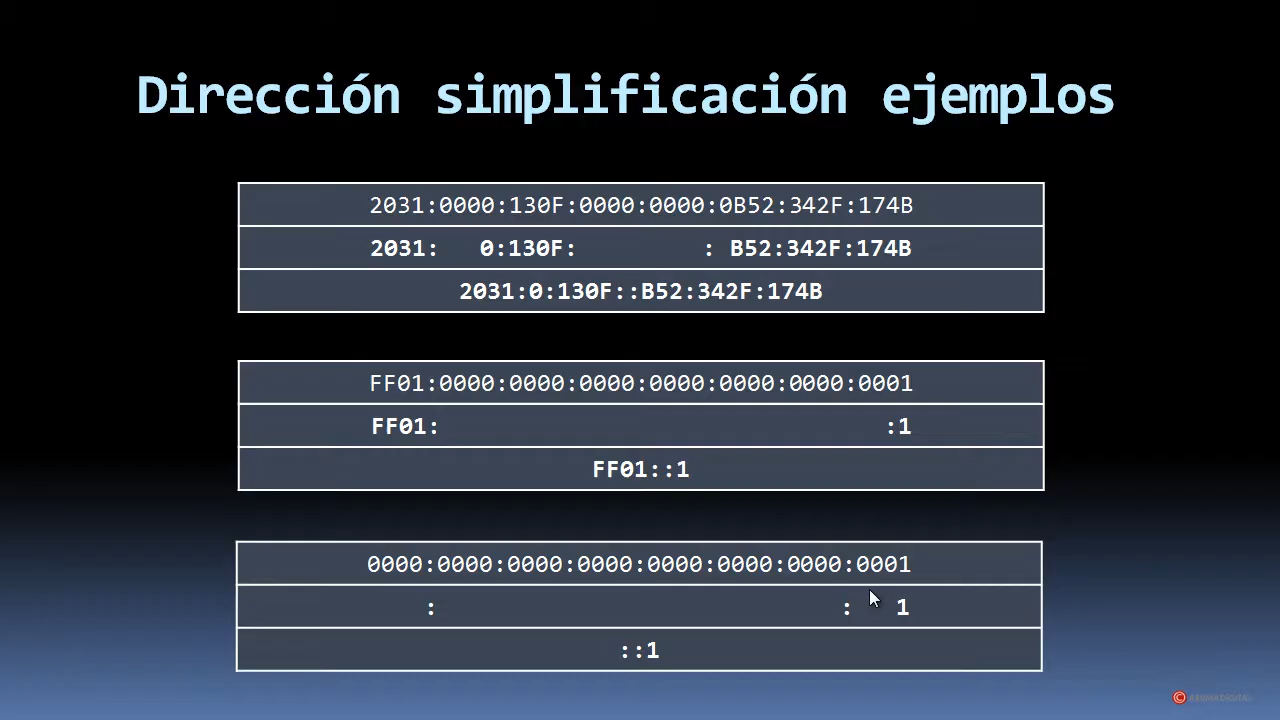 Dirección simplificación ejemplos
2031:0000:130F:0000:0000:0B52:342F:174B
2031: 0:130F: : B52:342F:174B
2031:0:130F::B52:342F:174B
FF01:0000:0000:0000:0000:0000:0000:0001
FF01: :1
FF01::1
0000:0000:0000:0000:0000:0000:0000:0001
: : 1
::1
©